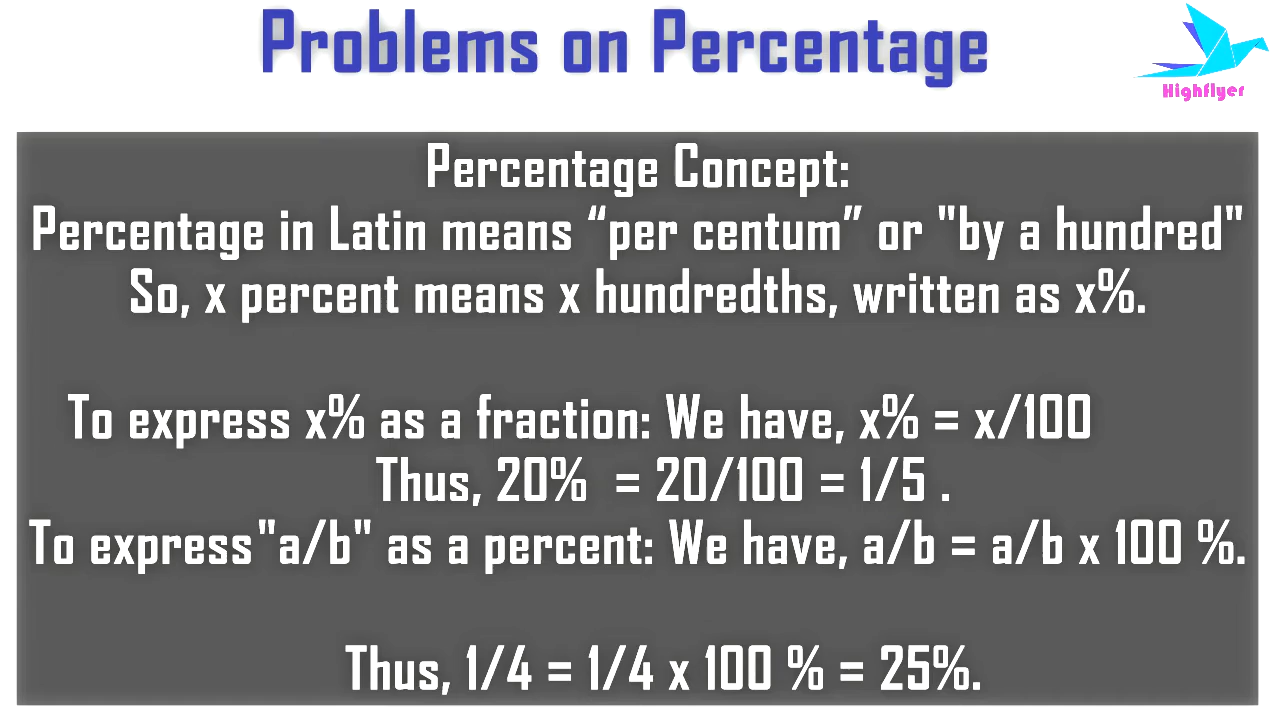 Problems on Percentage
Highflyer
Percentage Concept:
Percentage in Latin means “per centum” or "by a hundred"
So, x percent means x hundredths, written as x%.
To express x% as a fraction: We have, x% = x/100
Thus, 20% = 20/100 = 1/5 .
To express "a/b" as a percent: We have, a/b = a/b x 100 %.
Thus, 1/4 = 1/4 x 100 % = 25%.